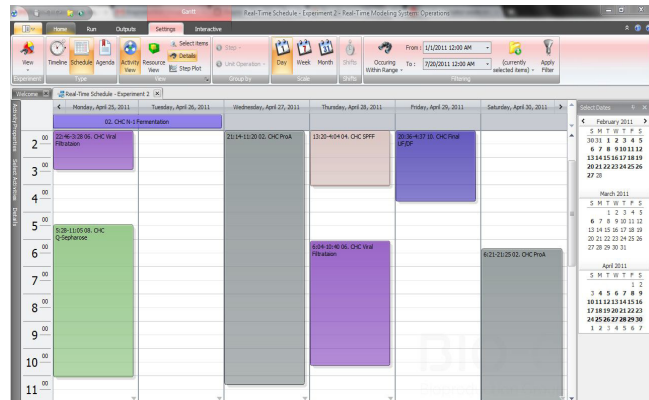 Gantt
Real-Time Schedule - Experiment 2 - Real-Time Modeling System: Operations
Home Run Outputs Settings Interactive
View
Timeline Schedule Agenda
Activity View
Resource View
Select items
Details
Step Plot
Step
Unit Operation
Day Week Month
Shifts
Occuring Within Range
From : 1/1/2011 12:00 AM
To : 7/20/2011 12:00 AM
(currently selected items)
Apply Filter
Experiment Type View Group by Scale Shifts Filtering
Welcome
Real-Time Schedule - Experiment 2
Activity Properties
Select Activities
Details
Monday, April 25, 2011 Tuesday, April 26, 2011 Wednesday, April 27, 2011 Thursday, April 28, 2011 Friday, April 29, 2011 Saturday, April 30, 2011
02. CHC N-1 Fermentation
2 00
3 00
4 00
5 00
6 00
7 00
8 00
9 00
10 00
11 00
22:46-3:28 06. CHC Viral
Filtrataion
5:28-11:05 08. CHC
Q-Sepharose
21:14-11:20 02. CHC ProA
13:20-4:04 04. CHC SPFF
6:04-10:48 06. CHC Viral
Filtrataion
20:36-4:37 10. CHC Final
UF/DF
6:21-21:25 02. CHC ProA
BIO-G
Select Dates
February 2011
S M T W T F S
30 31 1 2 3 4 5
6 7 8 9 10 11 12
13 14 15 16 17 18 19
20 21 22 23 24 25 26
27 28
March 2011
S M T W T F S
1 2 3 4 5
6 7 8 9 10 11 12
13 14 15 16 17 18 19
20 21 22 23 24 25 26
27 28 29 30 31
April 2011
S M T W T F S
1 2
3 4 5 6 7 8 9
10 11 12 13 14 15 16
17 18 19 20 21 22 23
24 25 26 27 28 29 30
1 2 3 4 5 6 7